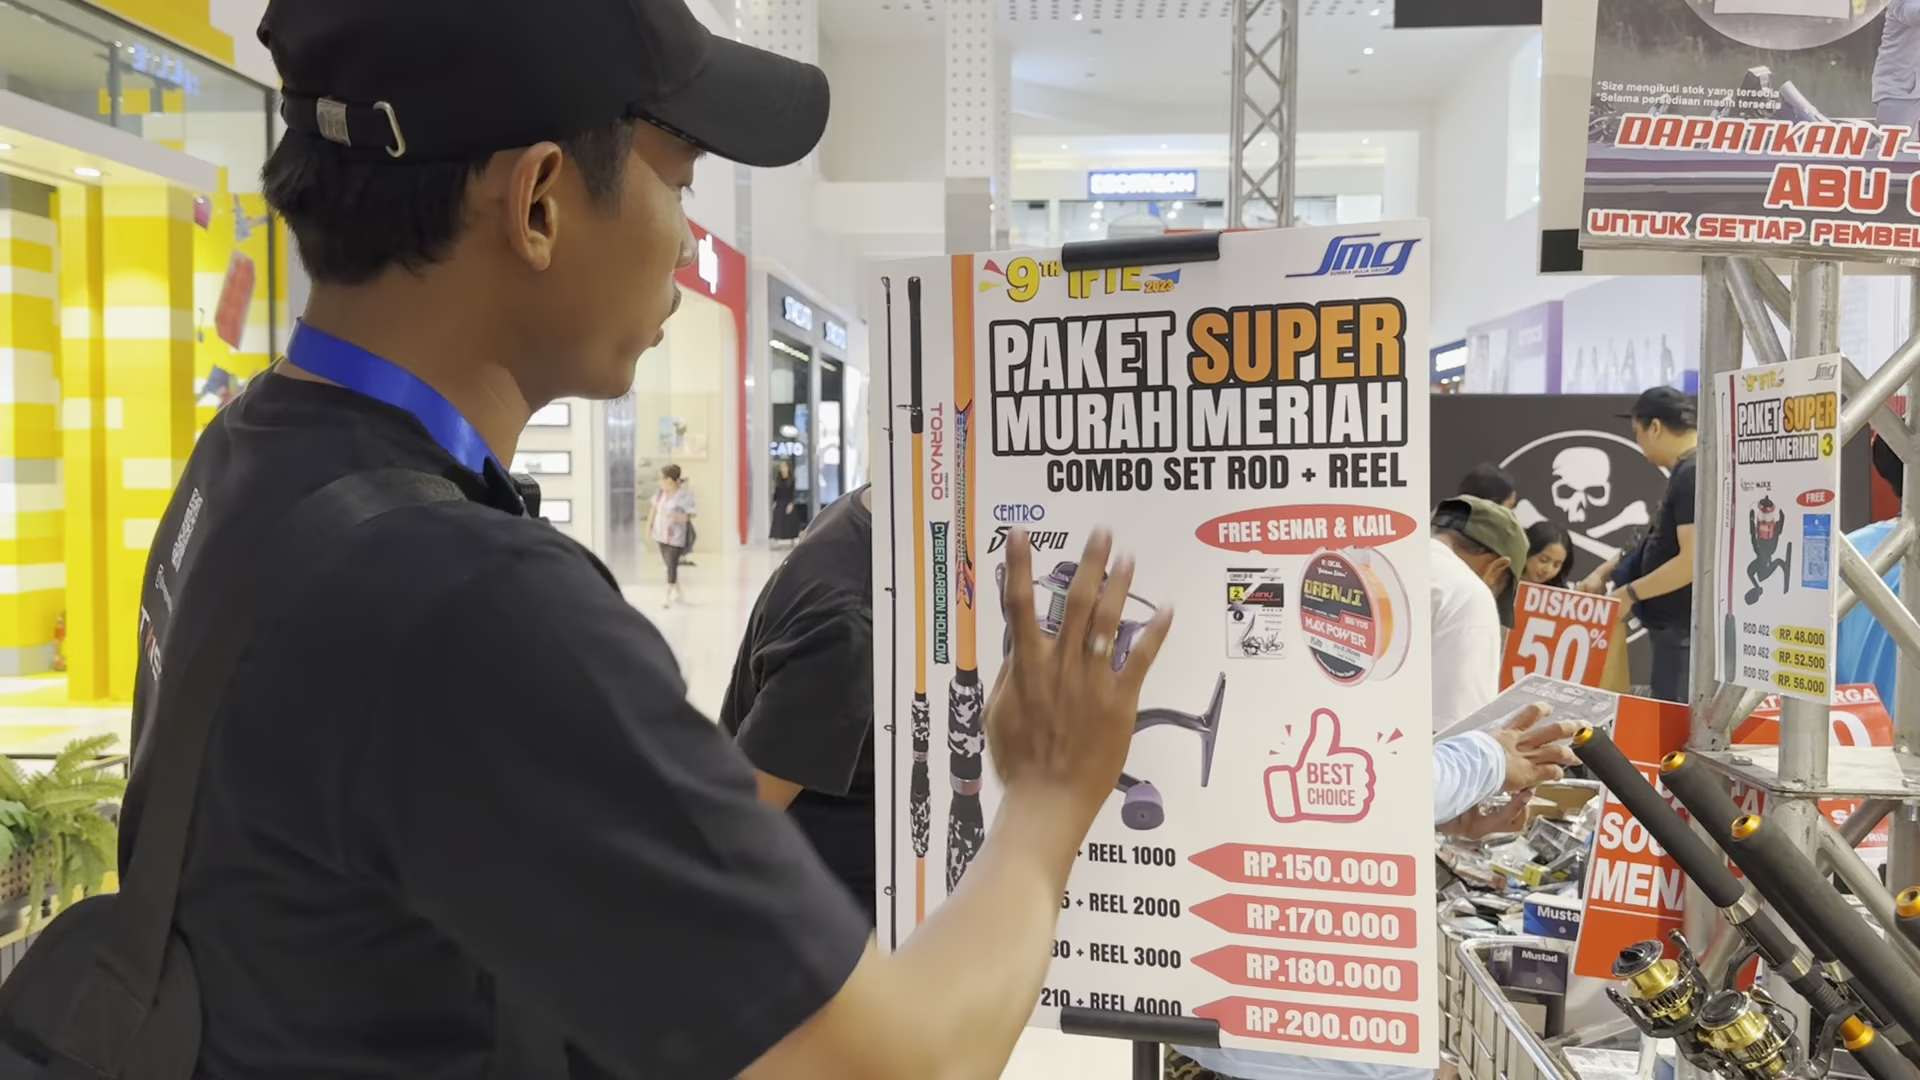 9TH IFTE 2023
SMG
SUMBER MULIA GROUP
PAKET SUPER
MURAH MERIAH
COMBO SET ROD + REEL
TORNADO
CYBER CARBON HOLLOW
CENTRO
FREE SENAR & KAIL
ORENJI
MAX POWER
BEST
CHOICE
+ REEL 1000 RP.150.000
+ REEL 2000 RP.170.000
+ REEL 3000 RP.180.000
210 + REEL 4000 RP.200.000
*Size mengikuti stok yang tersedia
*Selama persediaan masih tersedia
DAPATKAN T-
ABU
UNTUK SETIAP PEMBEL
DISKON
50%
PAKET SUPER
MURAH MERIAH 3
FREE
ROD 402 RP. 48.000
ROD 462 RP. 52.500
ROD 502 RP. 56.000
Mustad
Mustad